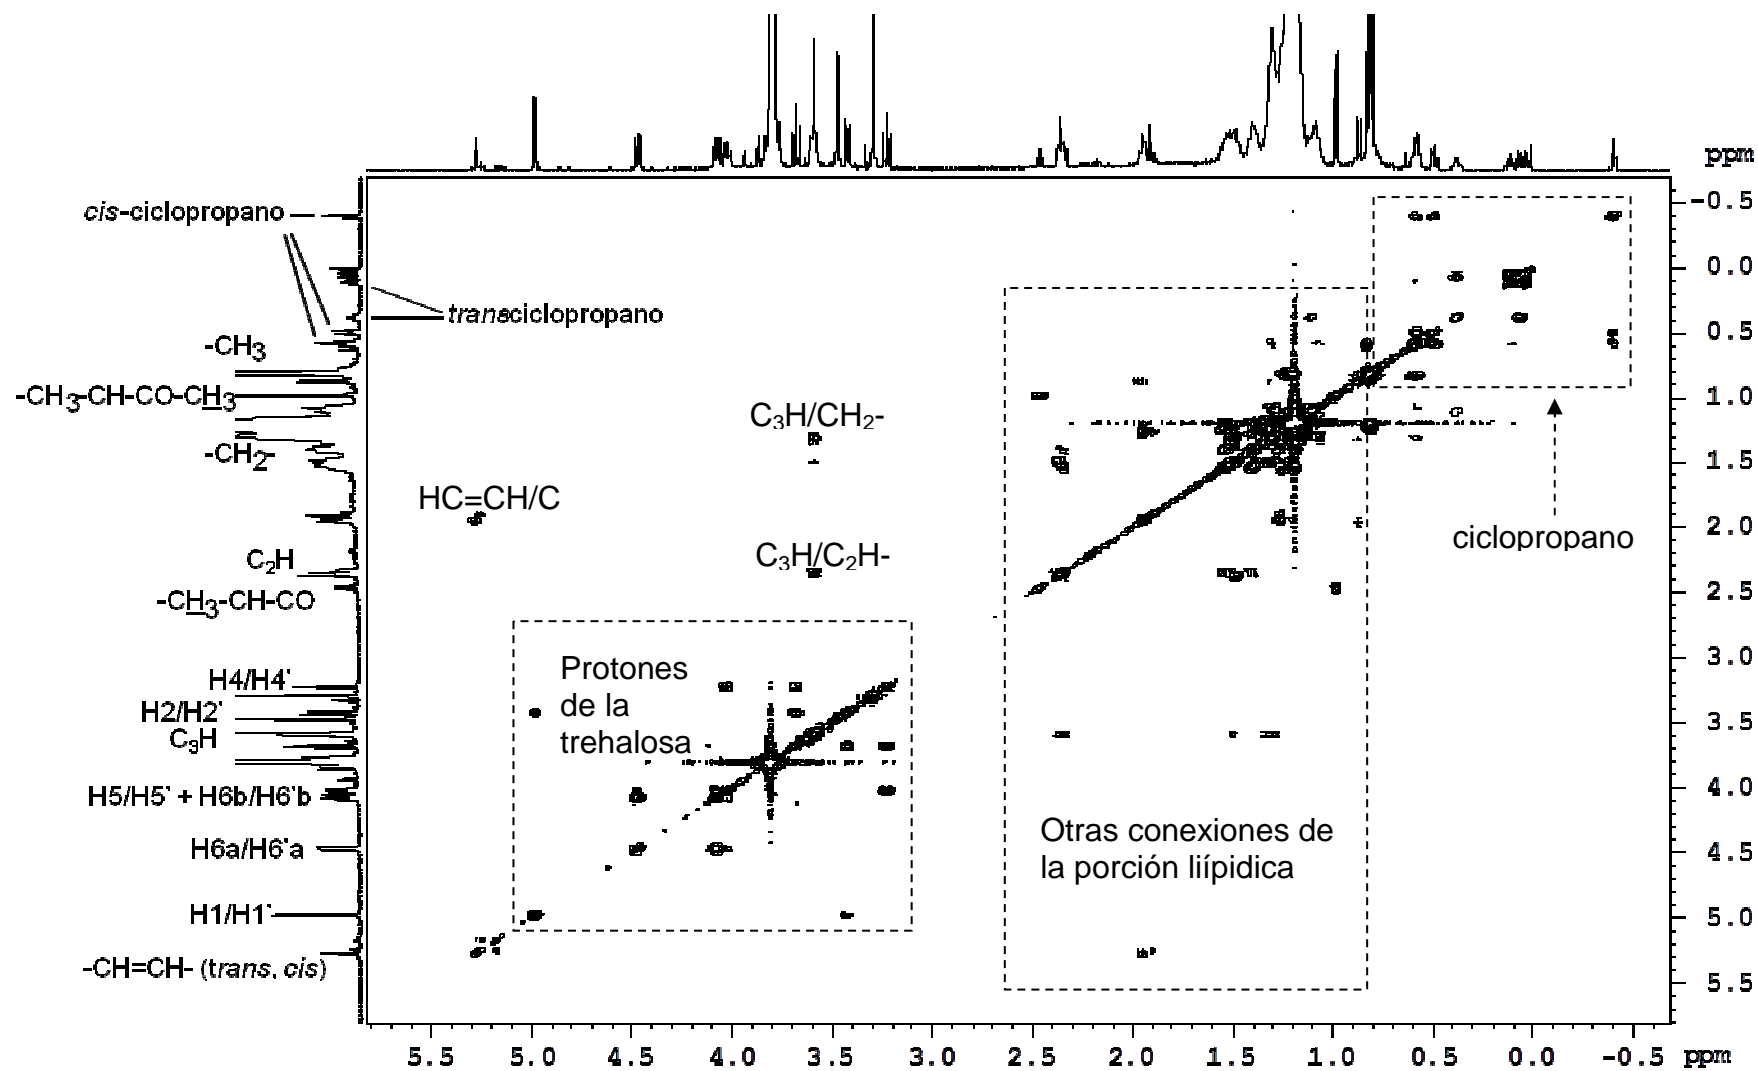 ppm
-0.5
0.0
0.5
1.0
1.5
2.0
2.5
3.0
3.5
4.0
4.5
5.0
5.5
cis-ciclopropano
transciclopropano
-CH3
-CH3-CH-CO-CH3
-CH2-
C2H
-CH3-CH-CO
H4/H4'
H2/H2'
C3H
H5/H5' + H6b/H6'b
H6a/H6'a
H1/H1'
-CH=CH- (trans, cis)
C3H/CH2-
HC=CH/C
C3H/C2H-
Protones
de la
trehalosa
Otras conexiones de
la porción liípidica
ciclopropano
5.5 5.0 4.5 4.0 3.5 3.0 2.5 2.0 1.5 1.0 0.5 0.0 -0.5 ppm